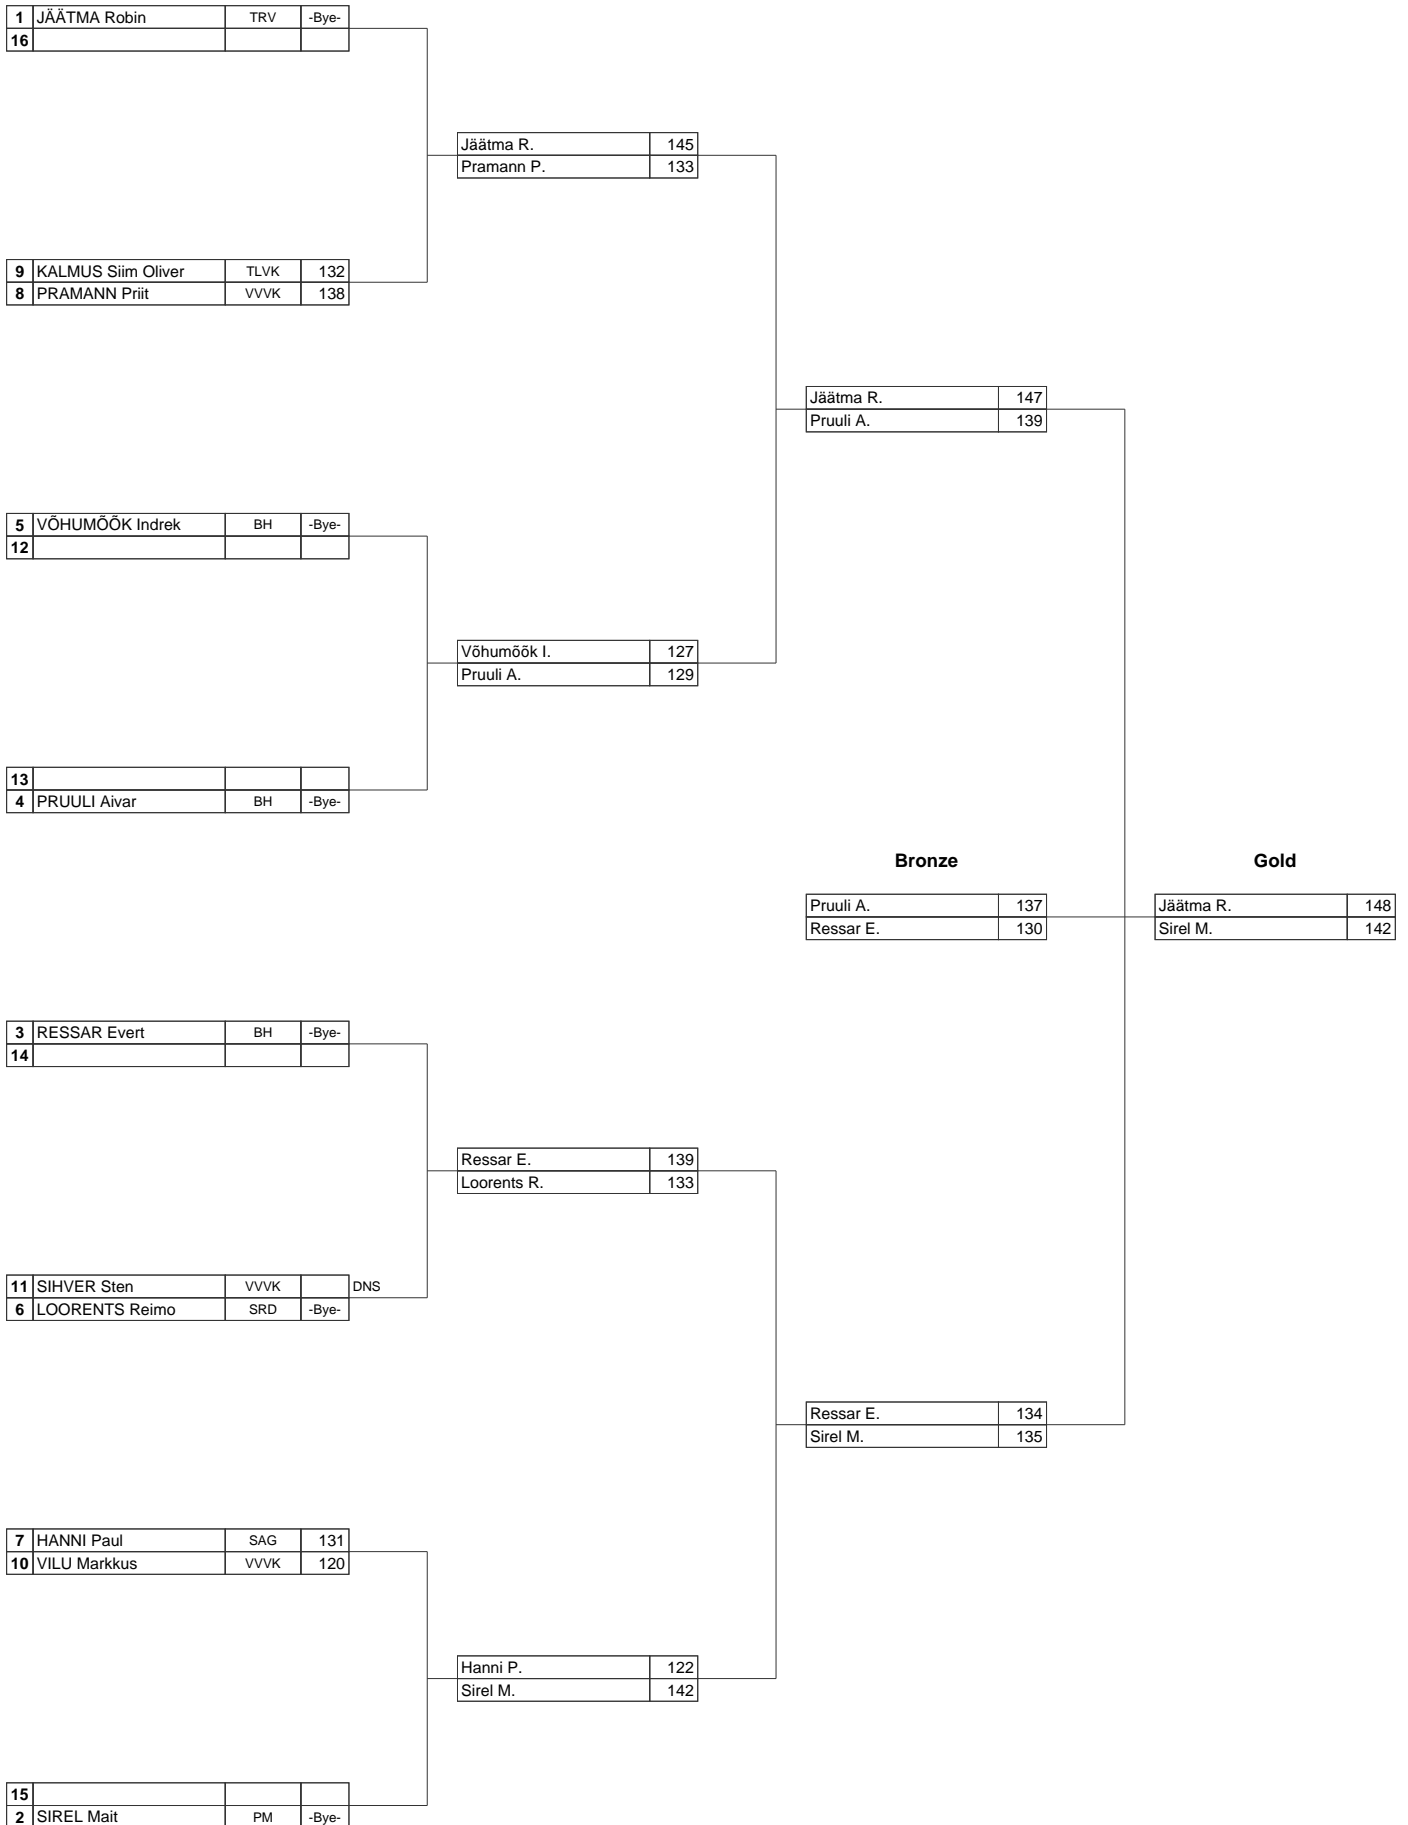 1 JÄÄTMA Robin TRV -Bye-
16
Jäätma R. 145
Pramann P. 133
9 KALMUS Siim Oliver TLVK 132
8 PRAMANN Priit VVVK 138
Jäätma R. 147
Pruuli A. 139
5 VÕHUMÕÕK Indrek BH -Bye-
12
Võhumõõk I. 127
Pruuli A. 129
13
4 PRUULI Aivar BH -Bye-
Bronze Gold
Pruuli A. 137 Jäätma R. 148
Ressar E. 130 Sirel M. 142
3 RESSAR Evert BH -Bye-
14
Ressar E. 139
Loorents R. 133
11 SIHVER Sten VVVK DNS
6 LOORENTS Reimo SRD -Bye-
Ressar E. 134
Sirel M. 135
7 HANNI Paul SAG 131
10 VILU Markkus VVVK 120
Hanni P. 122
Sirel M. 142
15
2 SIREL Mait PM -Bye-